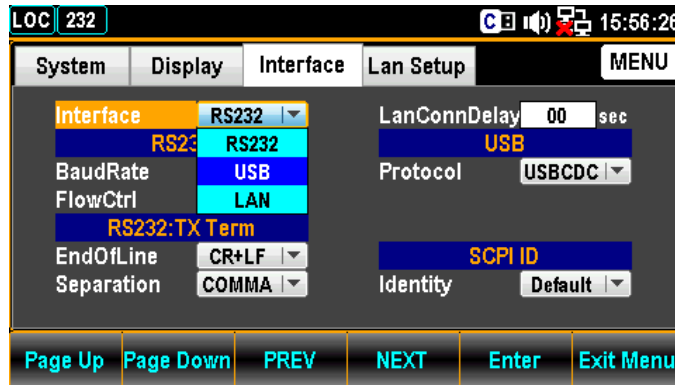 LOC 232 C 15:56:26
System Display Interface Lan Setup MENU
Interface RS232 LanConnDelay 00 sec
RS23 RS232 USB
BaudRate USB Protocol USBCDC
FlowCtrl LAN
RS232:TX Term
EndOfLine CR+LF SCPI ID
Separation COMMA Identity Default
Page Up Page Down PREV NEXT Enter Exit Menu